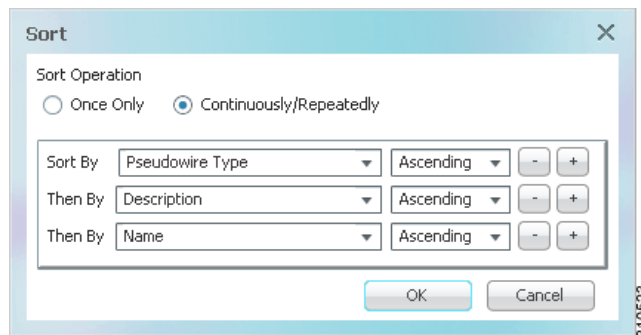 Sort
Sort Operation
Once Only Continuously/Repeatedly
Sort By Pseudowire Type Ascending - +
Then By Description Ascending - +
Then By Name Ascending - +
OK Cancel